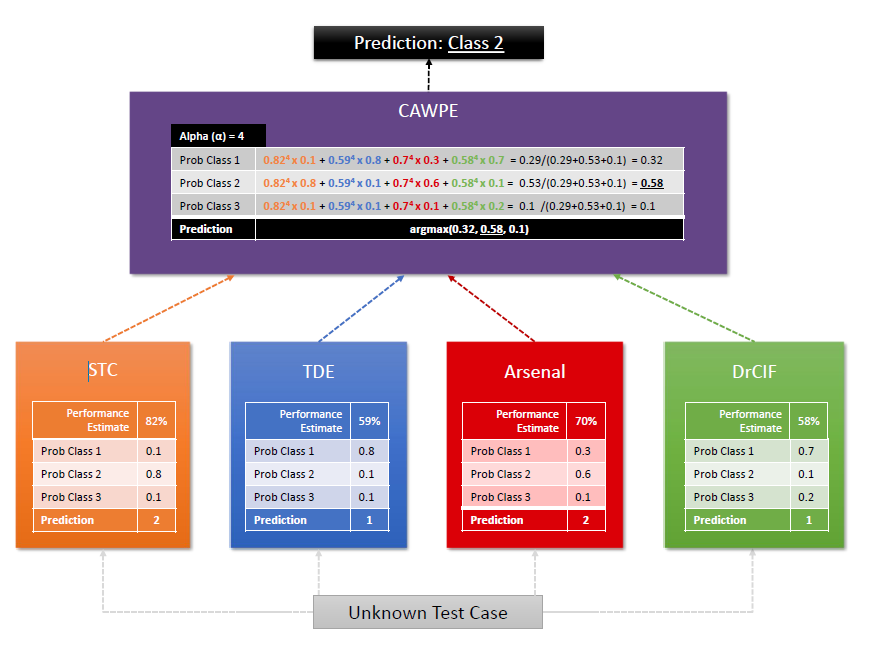 Prediction: Class 2
CAWPE
Alpha (α) = 4
Prob Class 1 0.82⁴ x 0.1 + 0.59⁴ x 0.8 + 0.7⁴ x 0.3 + 0.58⁴ x 0.7 = 0.29/(0.29+0.53+0.1) = 0.32
Prob Class 2 0.82⁴ x 0.8 + 0.59⁴ x 0.1 + 0.7⁴ x 0.6 + 0.58⁴ x 0.1 = 0.53/(0.29+0.53+0.1) = 0.58
Prob Class 3 0.82⁴ x 0.1 + 0.59⁴ x 0.1 + 0.7⁴ x 0.1 + 0.58⁴ x 0.2 = 0.1 /(0.29+0.53+0.1) = 0.1
Prediction argmax(0.32, 0.58, 0.1)
STC
Performance
Estimate 82%
Prob Class 1 0.1
Prob Class 2 0.8
Prob Class 3 0.1
Prediction 2
TDE
Performance
Estimate 59%
Prob Class 1 0.8
Prob Class 2 0.1
Prob Class 3 0.1
Prediction 1
Arsenal
Performance
Estimate 70%
Prob Class 1 0.3
Prob Class 2 0.6
Prob Class 3 0.1
Prediction 2
DrCIF
Performance
Estimate 58%
Prob Class 1 0.7
Prob Class 2 0.1
Prob Class 3 0.2
Prediction 1
Unknown Test Case